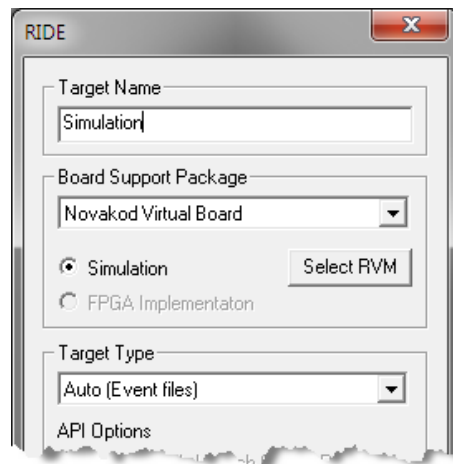 RIDE
Target Name
Simulation
Board Support Package
Novakod Virtual Board
Simulation
Select RVM
FPGA Implementaton
Target Type
Auto (Event files)
API Options